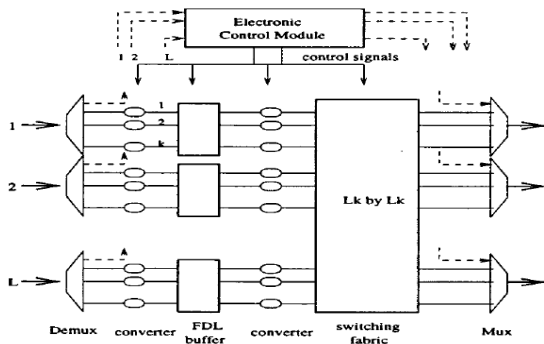 Electronic
Control Module
1 2 L
control signals
1
2
k
1
2
L
Lk by Lk
Demux converter FDL buffer converter switching fabric Mux